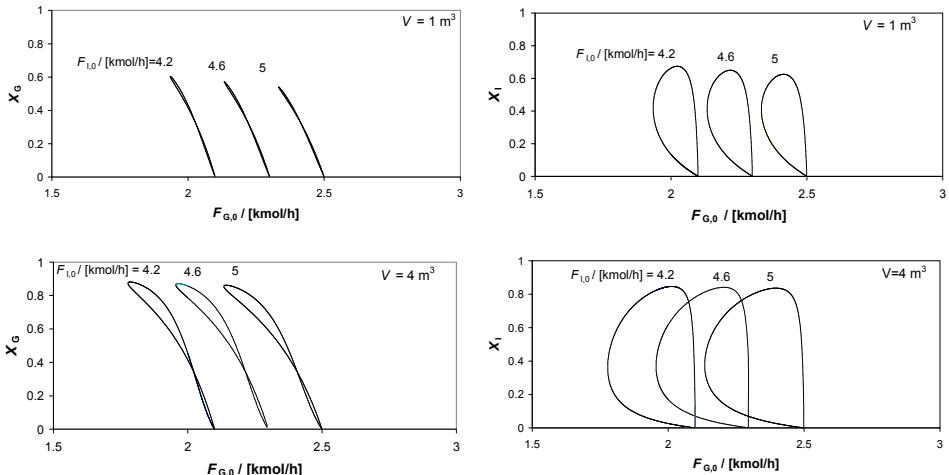 V = 1 m³
F_I,0 / [kmol/h]=4.2 4.6 5
X_G
1
0.8
0.6
0.4
0.2
0
1.5 2 2.5 3
F_G,0 / [kmol/h]
V = 1 m³
F_I,0 / [kmol/h] = 4.2 4.6 5
X_I
1
0.8
0.6
0.4
0.2
0
1.5 2 2.5 3
F_G,0 / [kmol/h]
F_I,0 / [kmol/h] = 4.2 4.6 5
V = 4 m³
X_G
1
0.8
0.6
0.4
0.2
0
1.5 2 2.5 3
F_G,0 / [kmol/h]
F_I,0 / [kmol/h] = 4.2 4.6 5
V=4 m³
X_I
1
0.8
0.6
0.4
0.2
0
1.5 2 2.5 3
F_G,0 / [kmol/h]